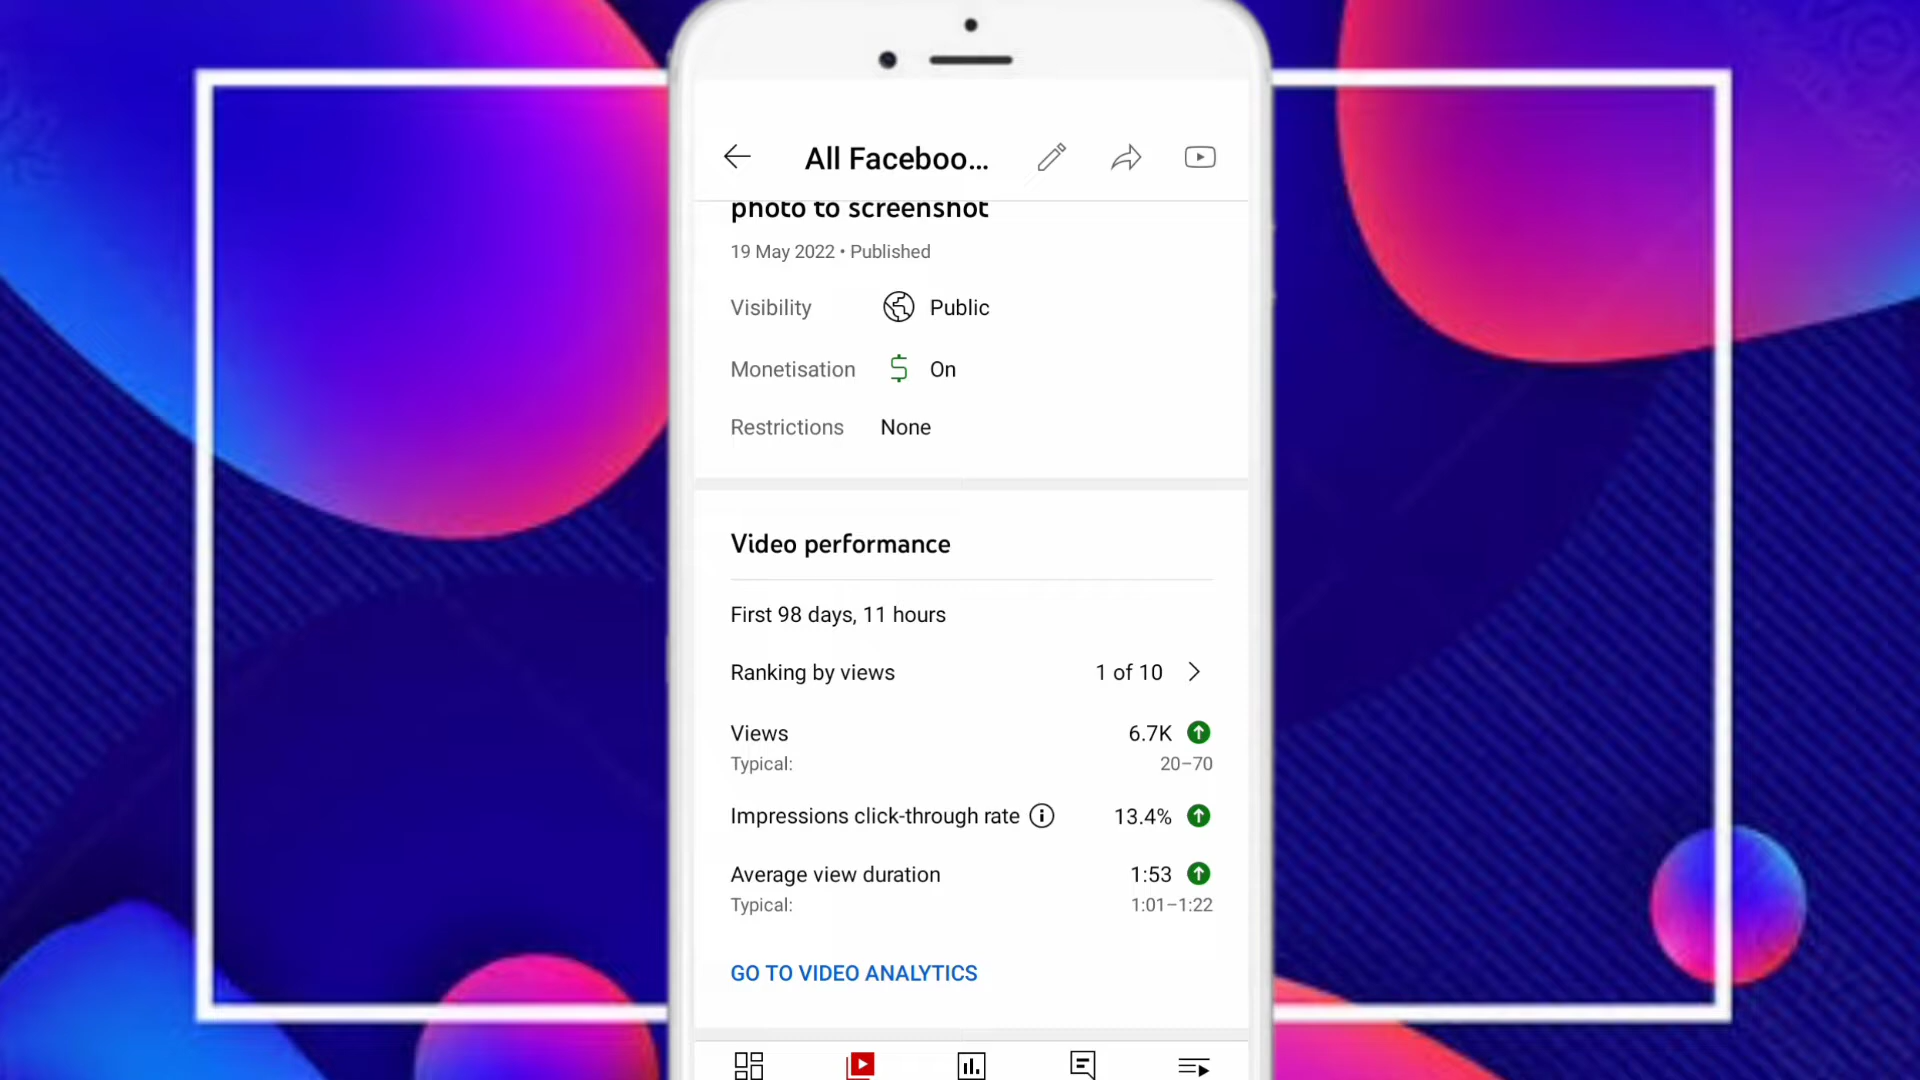 All Faceboo...
photo to screenshot
19 May 2022 • Published
Visibility Public
Monetisation On
Restrictions None
Video performance
First 98 days, 11 hours
Ranking by views 1 of 10
Views 6.7K
Typical: 20–70
Impressions click-through rate 13.4%
Average view duration 1:53
Typical: 1:01–1:22
GO TO VIDEO ANALYTICS